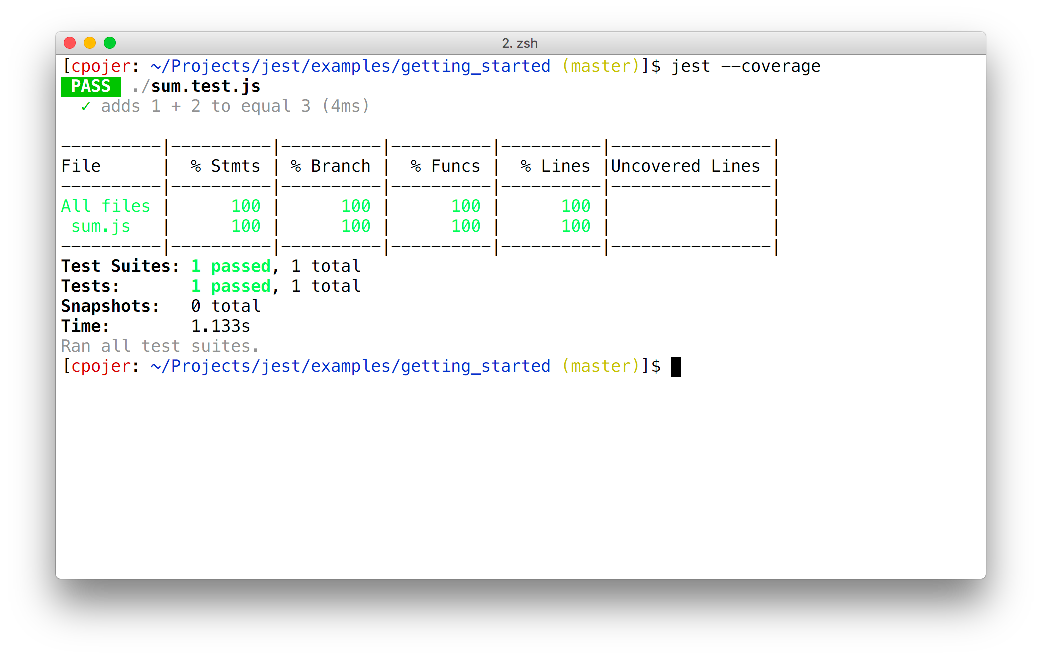 2. zsh
[cpojer: ~/Projects/jest/examples/getting_started (master)]$ jest --coverage
PASS ./sum.test.js
✓ adds 1 + 2 to equal 3 (4ms)
----------|----------|----------|----------|----------|----------------|
File      |  % Stmts | % Branch |  % Funcs |  % Lines |Uncovered Lines |
----------|----------|----------|----------|----------|----------------|
All files |      100 |      100 |      100 |      100 |                |
 sum.js   |      100 |      100 |      100 |      100 |                |
----------|----------|----------|----------|----------|----------------|
Test Suites: 1 passed, 1 total
Tests:       1 passed, 1 total
Snapshots:   0 total
Time:        1.133s
Ran all test suites.
[cpojer: ~/Projects/jest/examples/getting_started (master)]$